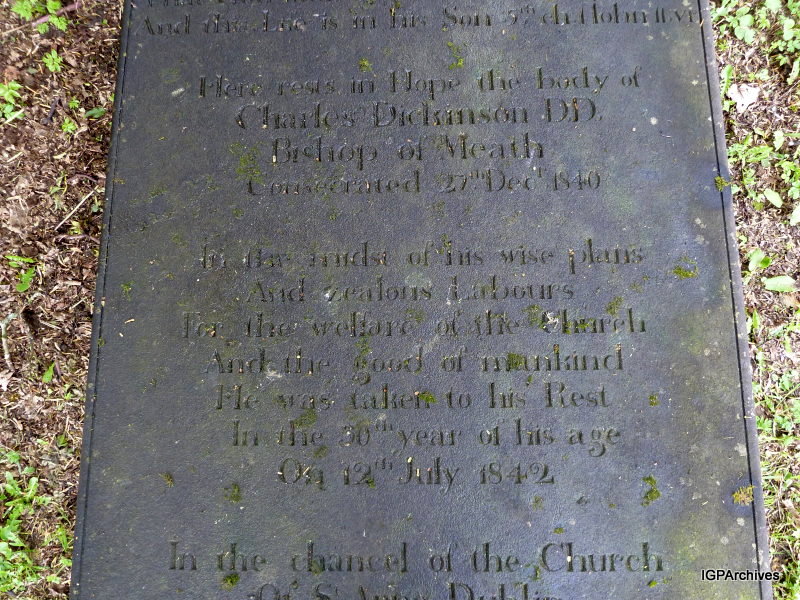 And the Life is in his Son 5th ch. 1 John 11 v.
Here rests in Hope the body of
Charles Dickinson D.D.
Bishop of Meath
Consecrated 27th Decr 1840
In the midst of his wise plans
And zealous Labours
For the welfare of the Church
And the good of mankind
He was taken to his Rest
In the 50th year of his age
On 12th July 1842
In the chancel of the Church
Of S. Anne Dublin
IGPArchives